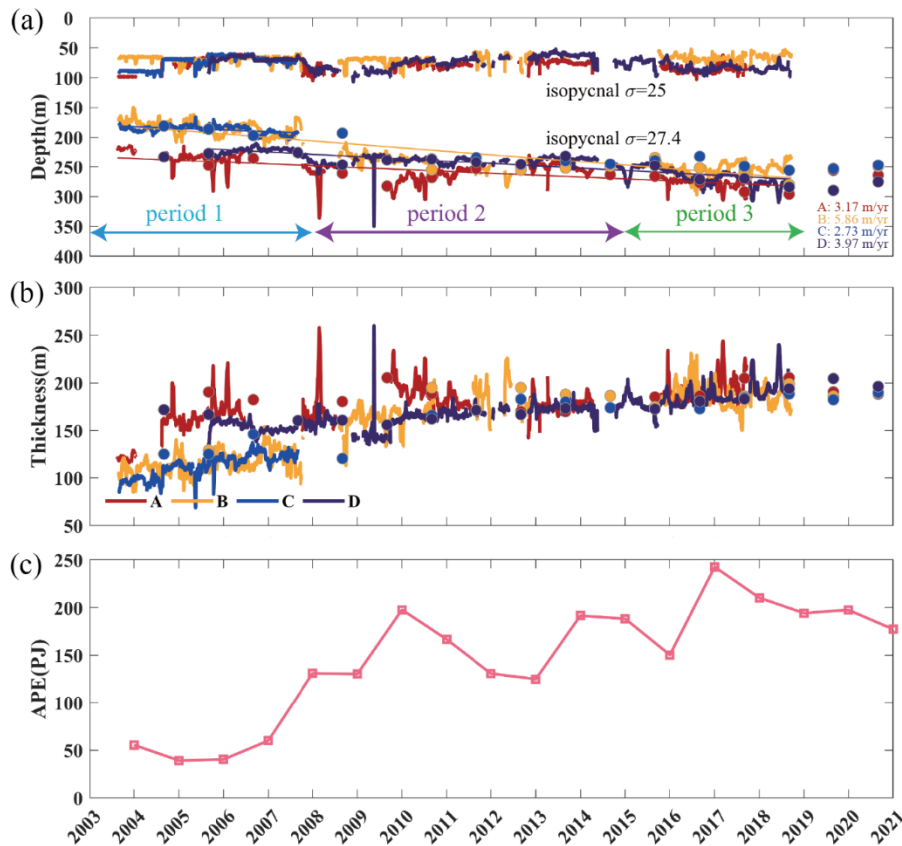 (a)
0
50
100
150
200
250
300
350
400
Depth(m)
isopycnal σ=25
isopycnal σ=27.4
period 1
period 2
period 3
A: 3.17 m/yr
B: 5.86 m/yr
C: 2.73 m/yr
D: 3.97 m/yr
(b)
300
250
200
150
100
50
Thickness(m)
A B C D
(c)
250
200
150
100
50
0
APE(PJ)
2003 2004 2005 2006 2007 2008 2009 2010 2011 2012 2013 2014 2015 2016 2017 2018 2019 2020 2021